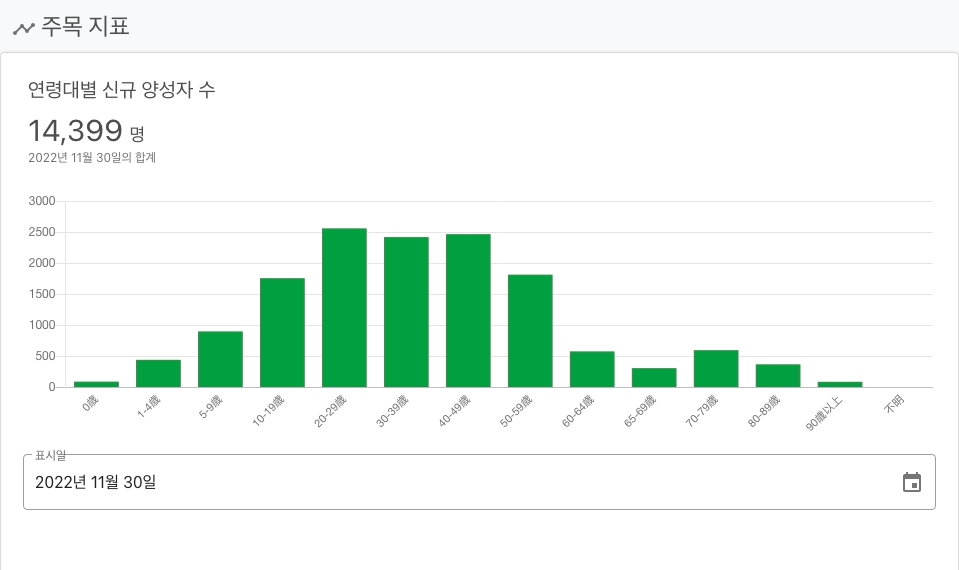 주목 지표
연령대별 신규 양성자 수
14,399 명
2022년 11월 30일의 합계
3000
2500
2000
1500
1000
500
0
0歳
1-4歳
5-9歳
10-19歳
20-29歳
30-39歳
40-49歳
50-59歳
60-64歳
65-69歳
70-79歳
80-89歳
90歳以上
不明
표시일
2022년 11월 30일